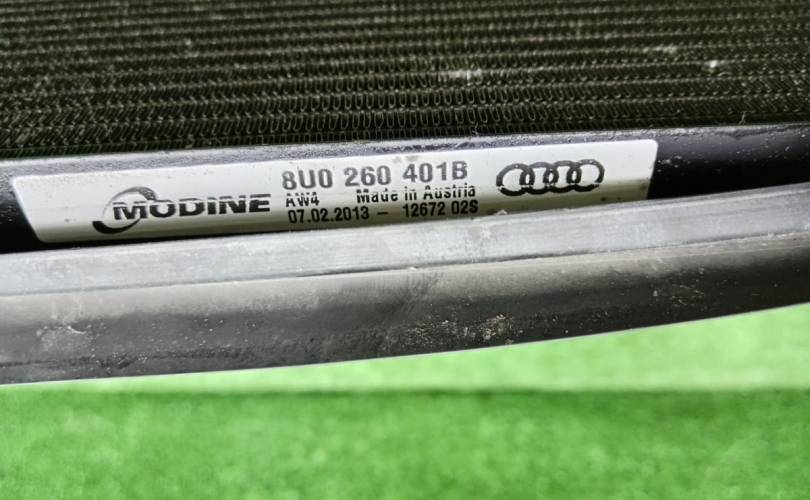 MODINE
8U0 260 401B
AW4 Made in Austria
07.02.2013 - 12672 02S